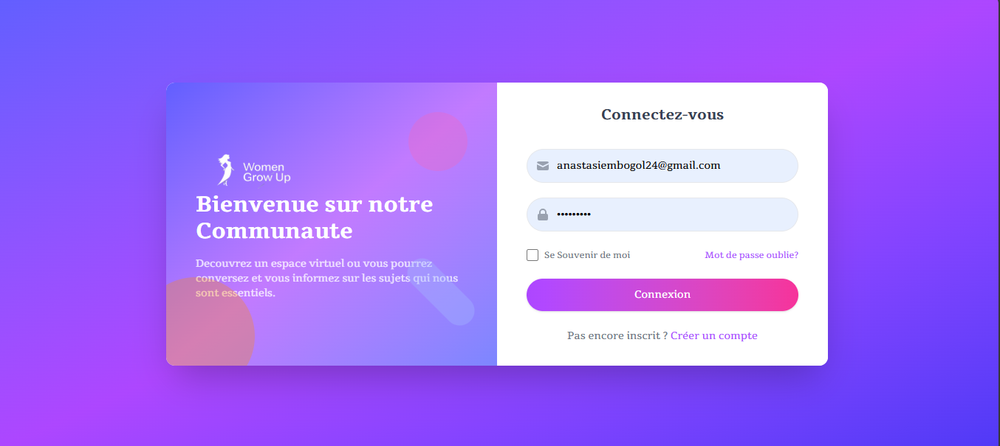 Women
Grow Up
Bienvenue sur notre
Communaute
Decouvrez un espace virtuel ou vous pourrez
conversez et vous informez sur les sujets qui nous
sont essentiels.
Connectez-vous
anastasiembogol24@gmail.com
•••••••••
Se Souvenir de moi
Mot de passe oublie?
Connexion
Pas encore inscrit ? Créer un compte